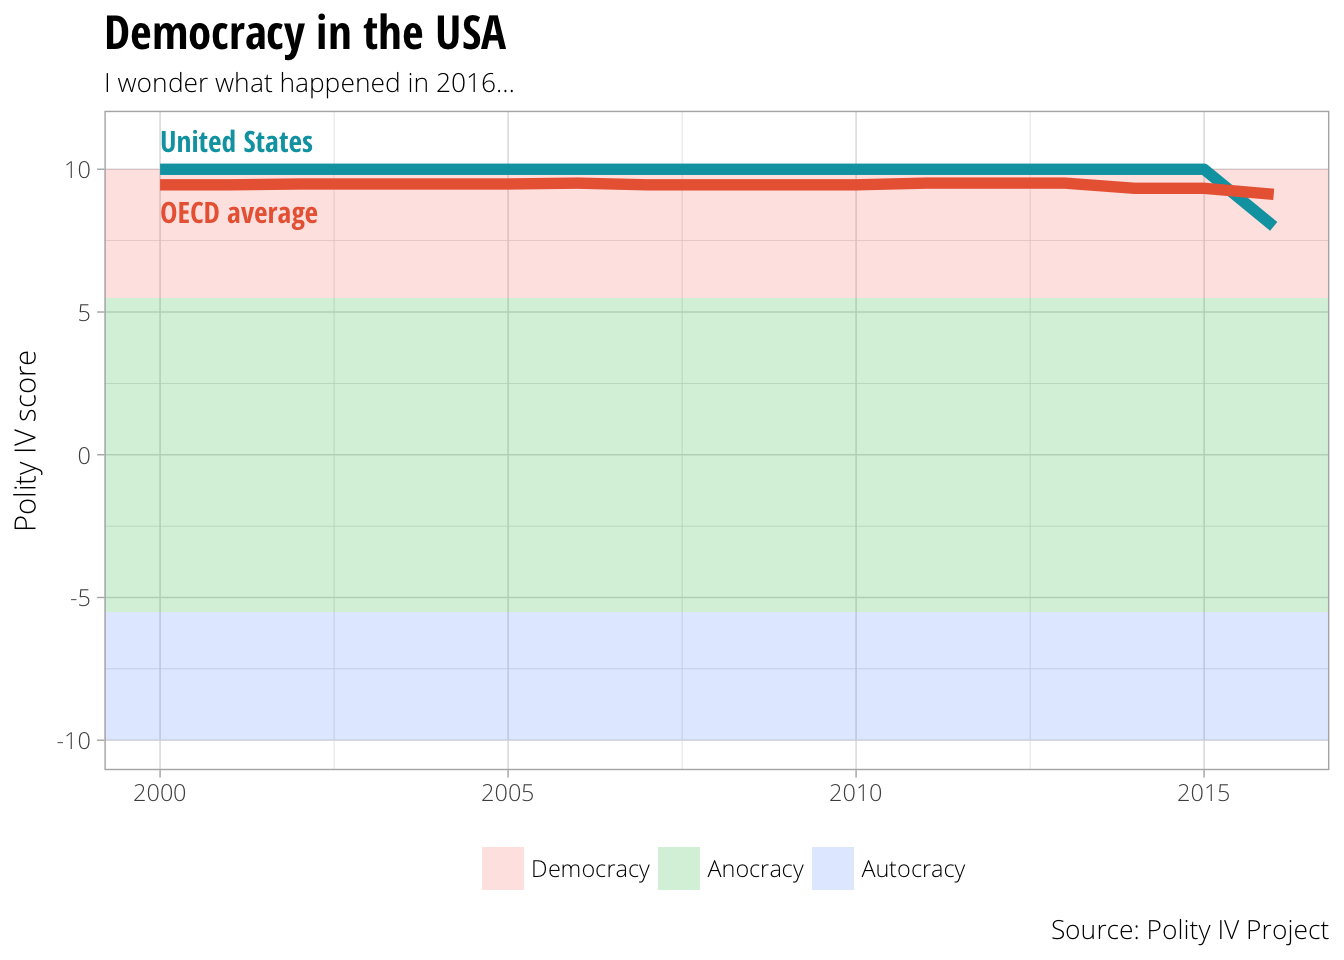 Democracy in the USA
I wonder what happened in 2016...
United States
OECD average
Polity IV score
10
5
0
-5
-10
2000 2005 2010 2015
Democracy Anocracy Autocracy
Source: Polity IV Project